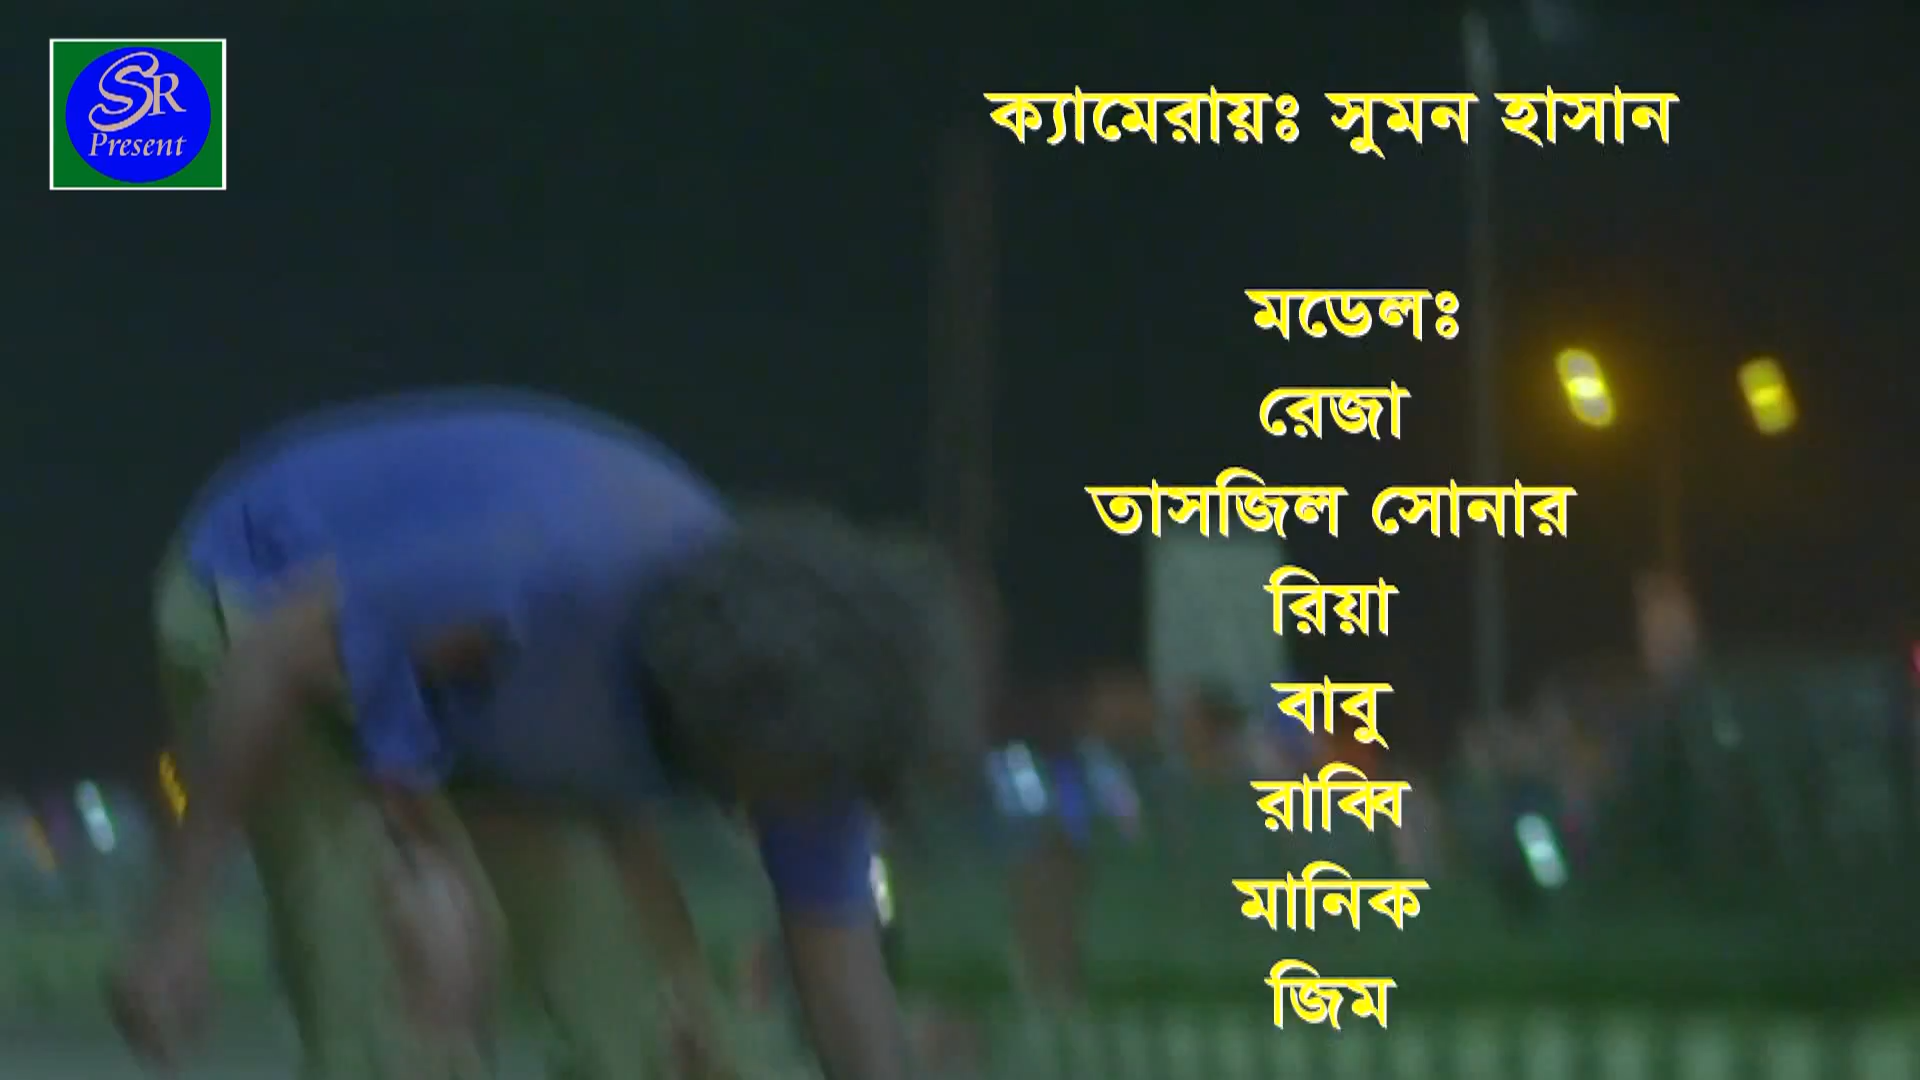 SR
Present
ক্যামেরায়ঃ সুমন হাসান
মডেলঃ
রেজা
তাসজিল সোনার
রিয়া
বাবু
রাব্বি
মানিক
জিম